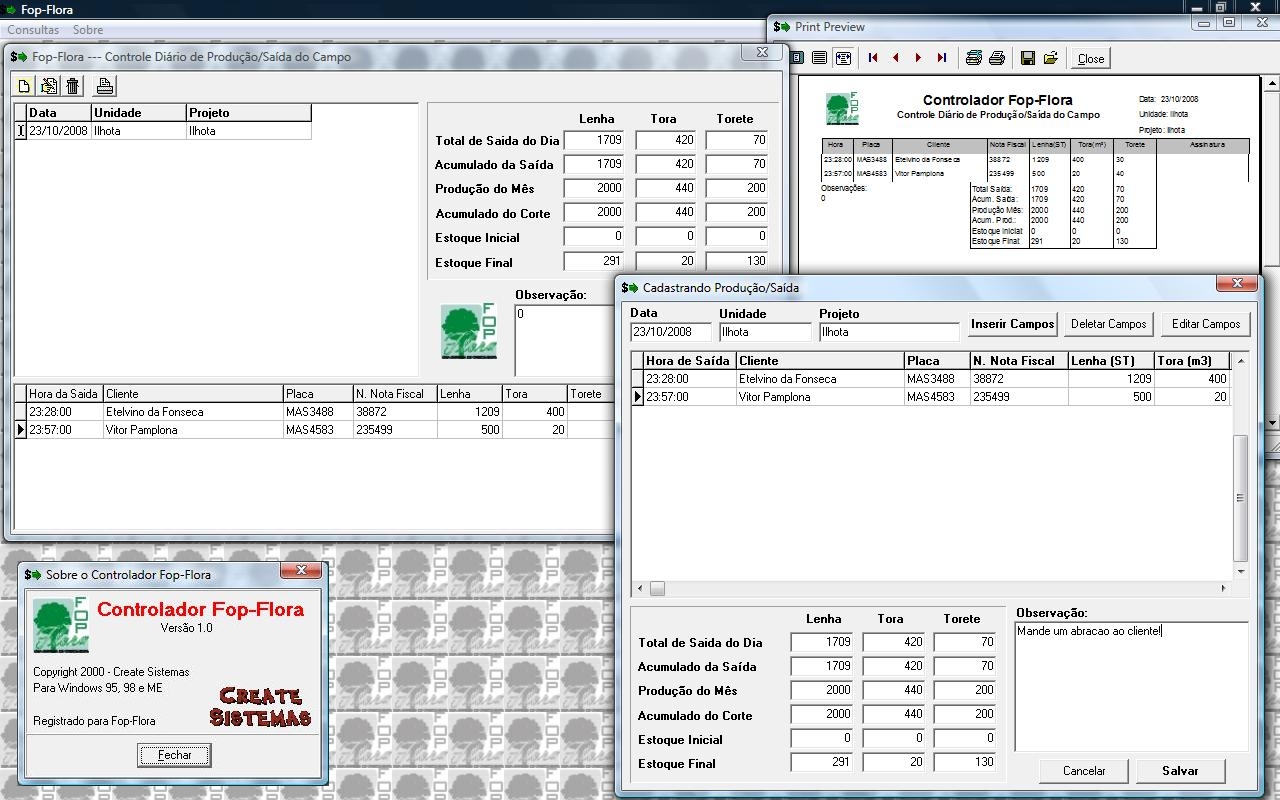 Fop-Flora
Consultas Sobre
Fop-Flora --- Controle Diário de Produção/Saída do Campo
Data Unidade Projeto
23/10/2008 Ilhota Ilhota
Lenha Tora Torete
Total de Saida do Dia 1709 420 70
Acumulado da Saída 1709 420 70
Produção do Mês 2000 440 200
Acumulado do Corte 2000 440 200
Estoque Inicial 0 0 0
Estoque Final 291 20 130
FOP
Flora
Observação:
0
Hora da Saida Cliente Placa N. Nota Fiscal Lenha Tora Torete
23:28:00 Etelvino da Fonseca MAS3488 38872 1209 400
23:57:00 Vitor Pamplona MAS4583 235499 500 20
Print Preview
Close
FOP
Flora
Controlador Fop-Flora
Controle Diário de Produção/Saída do Campo
Data: 23/10/2008
Unidade: Ilhota
Projeto: Ilhota
Hora Placa Cliente Nota Fiscal Lenha(ST) Tora(m³) Torete Assinatura
23:28:00 MAS3488 Etelvino da Fonseca 38872 1209 400 30
23:57:00 MAS4583 Vitor Pamplona 235499 500 20 40
Observações:
0
Total Saída: 1709 420 70
Acum. Saída: 1709 420 70
Produção Mês: 2000 440 200
Acum. Prod.: 2000 440 200
Estoque Inicial: 0 0 0
Estoque Final: 291 20 130
Cadastrando Produção/Saída
Data Unidade Projeto
23/10/2008 Ilhota Ilhota
Inserir Campos Deletar Campos Editar Campos
Hora de Saída Cliente Placa N. Nota Fiscal Lenha (ST) Tora (m3)
23:28:00 Etelvino da Fonseca MAS3488 38872 1209 400
23:57:00 Vitor Pamplona MAS4583 235499 500 20
Lenha Tora Torete
Total de Saida do Dia 1709 420 70
Acumulado da Saída 1709 420 70
Produção do Mês 2000 440 200
Acumulado do Corte 2000 440 200
Estoque Inicial 0 0 0
Estoque Final 291 20 130
Observação:
Mande um abracao ao cliente!
Cancelar Salvar
Sobre o Controlador Fop-Flora
FOP
Flora
Controlador Fop-Flora
Versão 1.0
Copyright 2000 - Create Sistemas
Para Windows 95, 98 e ME
Create
Sistemas
Registrado para Fop-Flora
Fechar